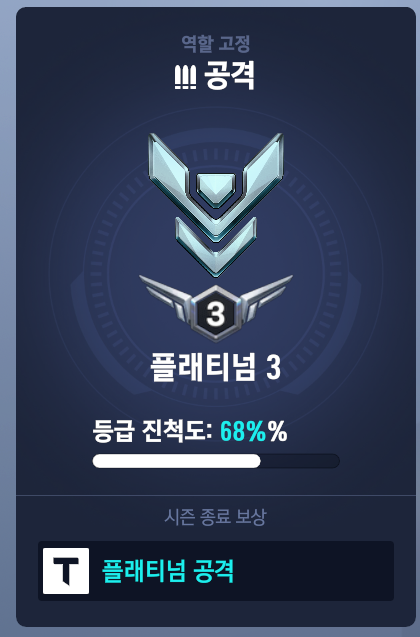 역할 고정
공격
3
플래티넘 3
등급 진척도: 68%%
시즌 종료 보상
T 플래티넘 공격